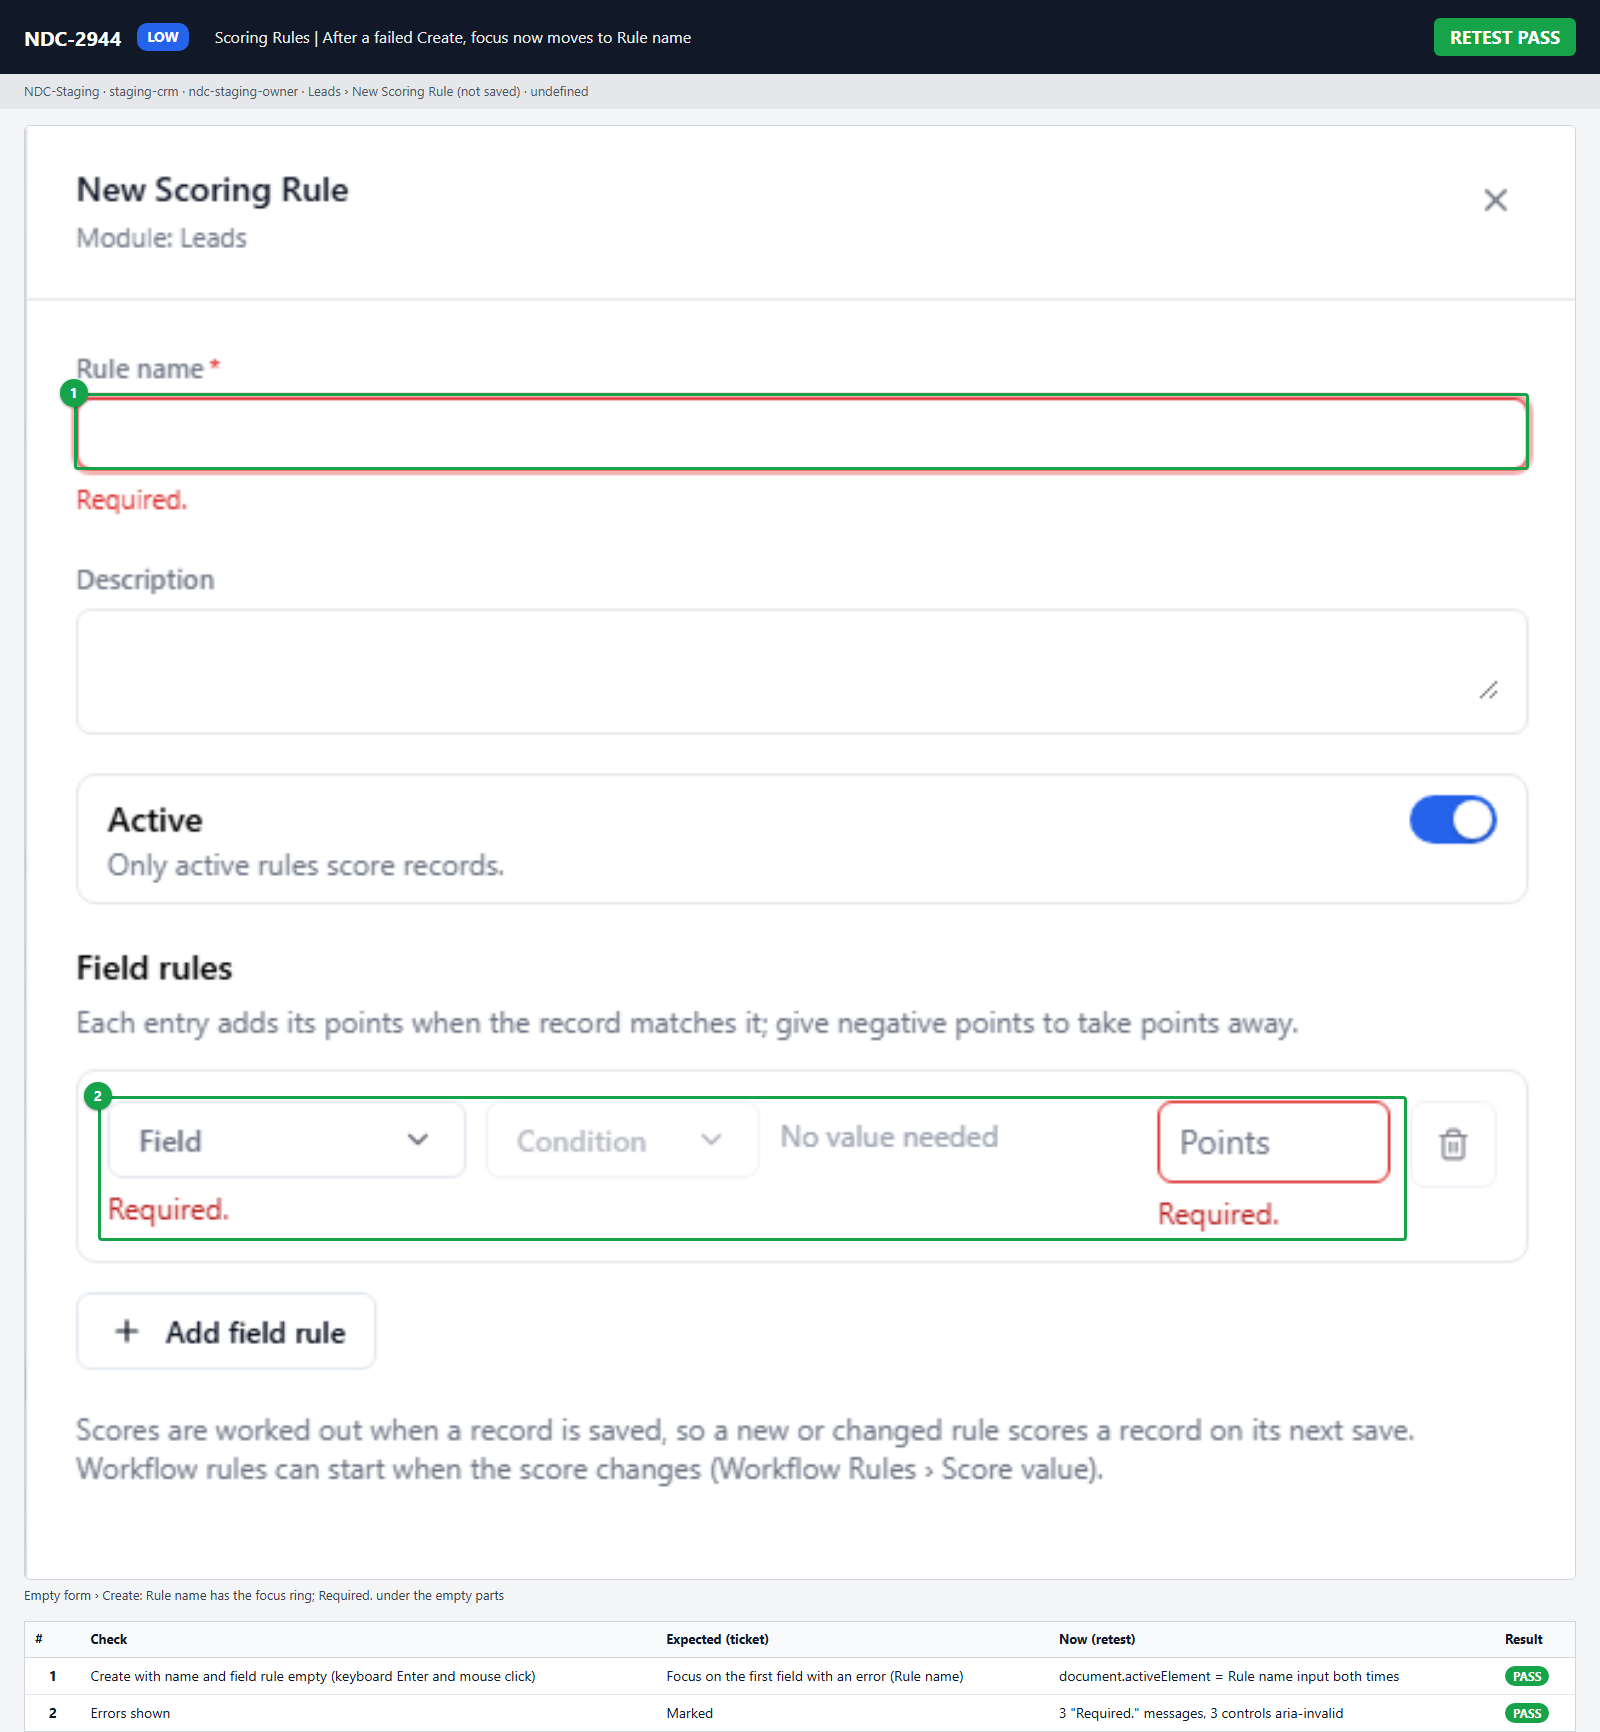 NDC-2944 LOW Scoring Rules | After a failed Create, focus now moves to Rule name RETEST PASS
NDC-Staging · staging-crm · ndc-staging-owner · Leads › New Scoring Rule (not saved) · undefined
New Scoring Rule
Module: Leads
Rule name *
1
Required.
Description
Active
Only active rules score records.
Field rules
Each entry adds its points when the record matches it; give negative points to take points away.
2
Field Condition No value needed Points
Required. Required.
+ Add field rule
Scores are worked out when a record is saved, so a new or changed rule scores a record on its next save.
Workflow rules can start when the score changes (Workflow Rules › Score value).
Empty form › Create: Rule name has the focus ring; Required. under the empty parts
# Check Expected (ticket) Now (retest) Result
1 Create with name and field rule empty (keyboard Enter and mouse click) Focus on the first field with an error (Rule name) document.activeElement = Rule name input both times PASS
2 Errors shown Marked 3 "Required." messages, 3 controls aria-invalid PASS